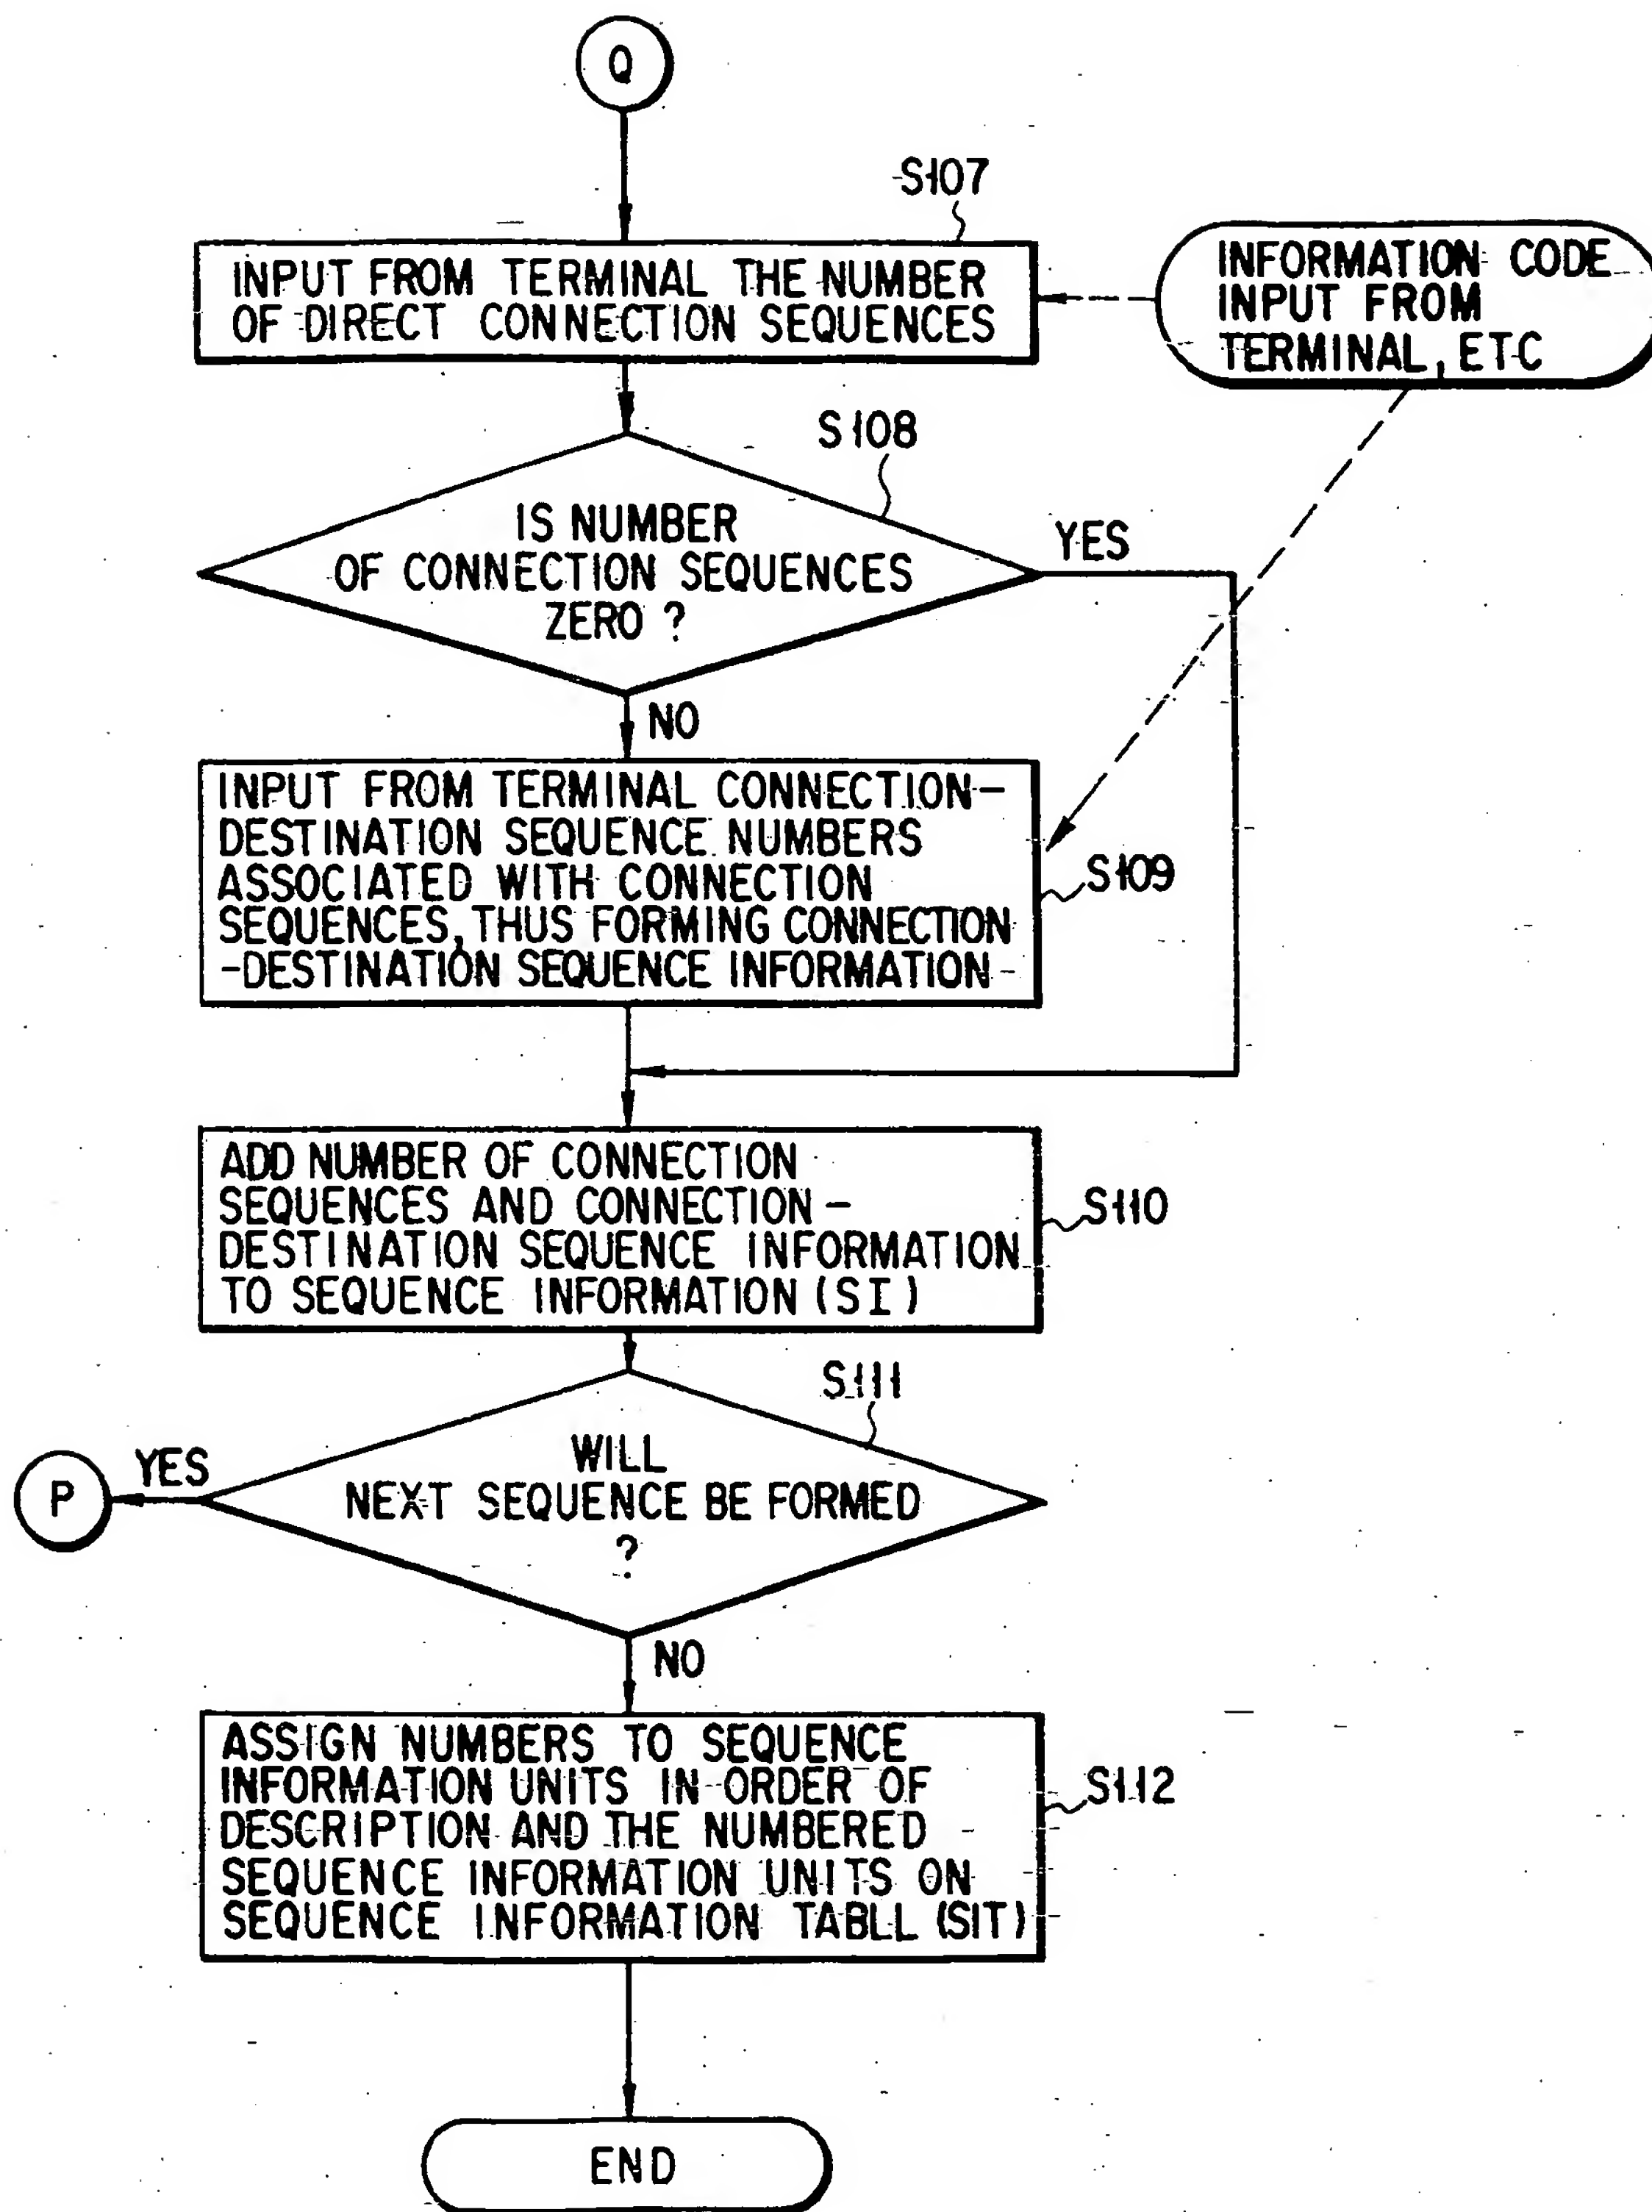 Q
S107
INPUT FROM TERMINAL THE NUMBER
OF DIRECT CONNECTION SEQUENCES
INFORMATION CODE
INPUT FROM
TERMINAL, ETC
S108
IS NUMBER
OF CONNECTION SEQUENCES
ZERO ?
YES
NO
INPUT FROM TERMINAL CONNECTION-
DESTINATION SEQUENCE NUMBERS
ASSOCIATED WITH CONNECTION
SEQUENCES, THUS FORMING CONNECTION
-DESTINATION SEQUENCE INFORMATION
S109
ADD NUMBER OF CONNECTION
SEQUENCES AND CONNECTION-
DESTINATION SEQUENCE INFORMATION
TO SEQUENCE INFORMATION (SI)
S110
S111
WILL
NEXT SEQUENCE BE FORMED
?
YES
P
NO
ASSIGN NUMBERS TO SEQUENCE
INFORMATION UNITS IN ORDER OF
DESCRIPTION AND THE NUMBERED
SEQUENCE INFORMATION UNITS ON
SEQUENCE INFORMATION TABLL (SIT)
S112
END